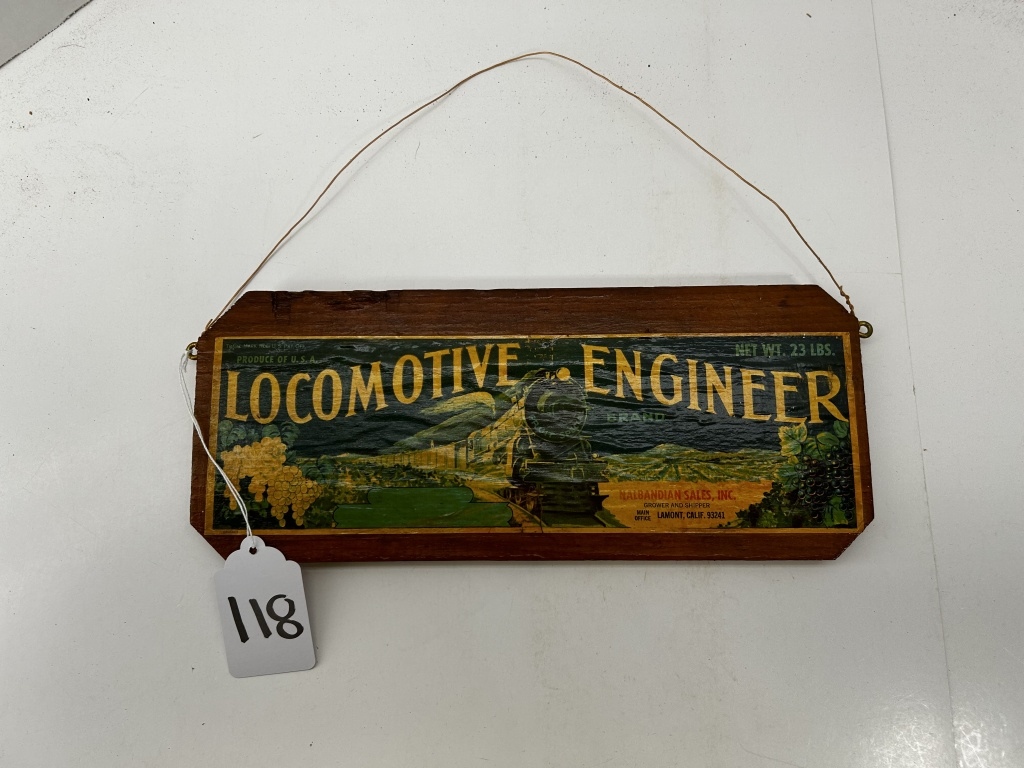 PRODUCE OF U.S.A.
NET WT. 23 LBS.
LOCOMOTIVE ENGINEER
BRAND
NALBANDIAN SALES, INC.
GROWER AND SHIPPER
MAIN OFFICE LAMONT, CALIF. 93241
118